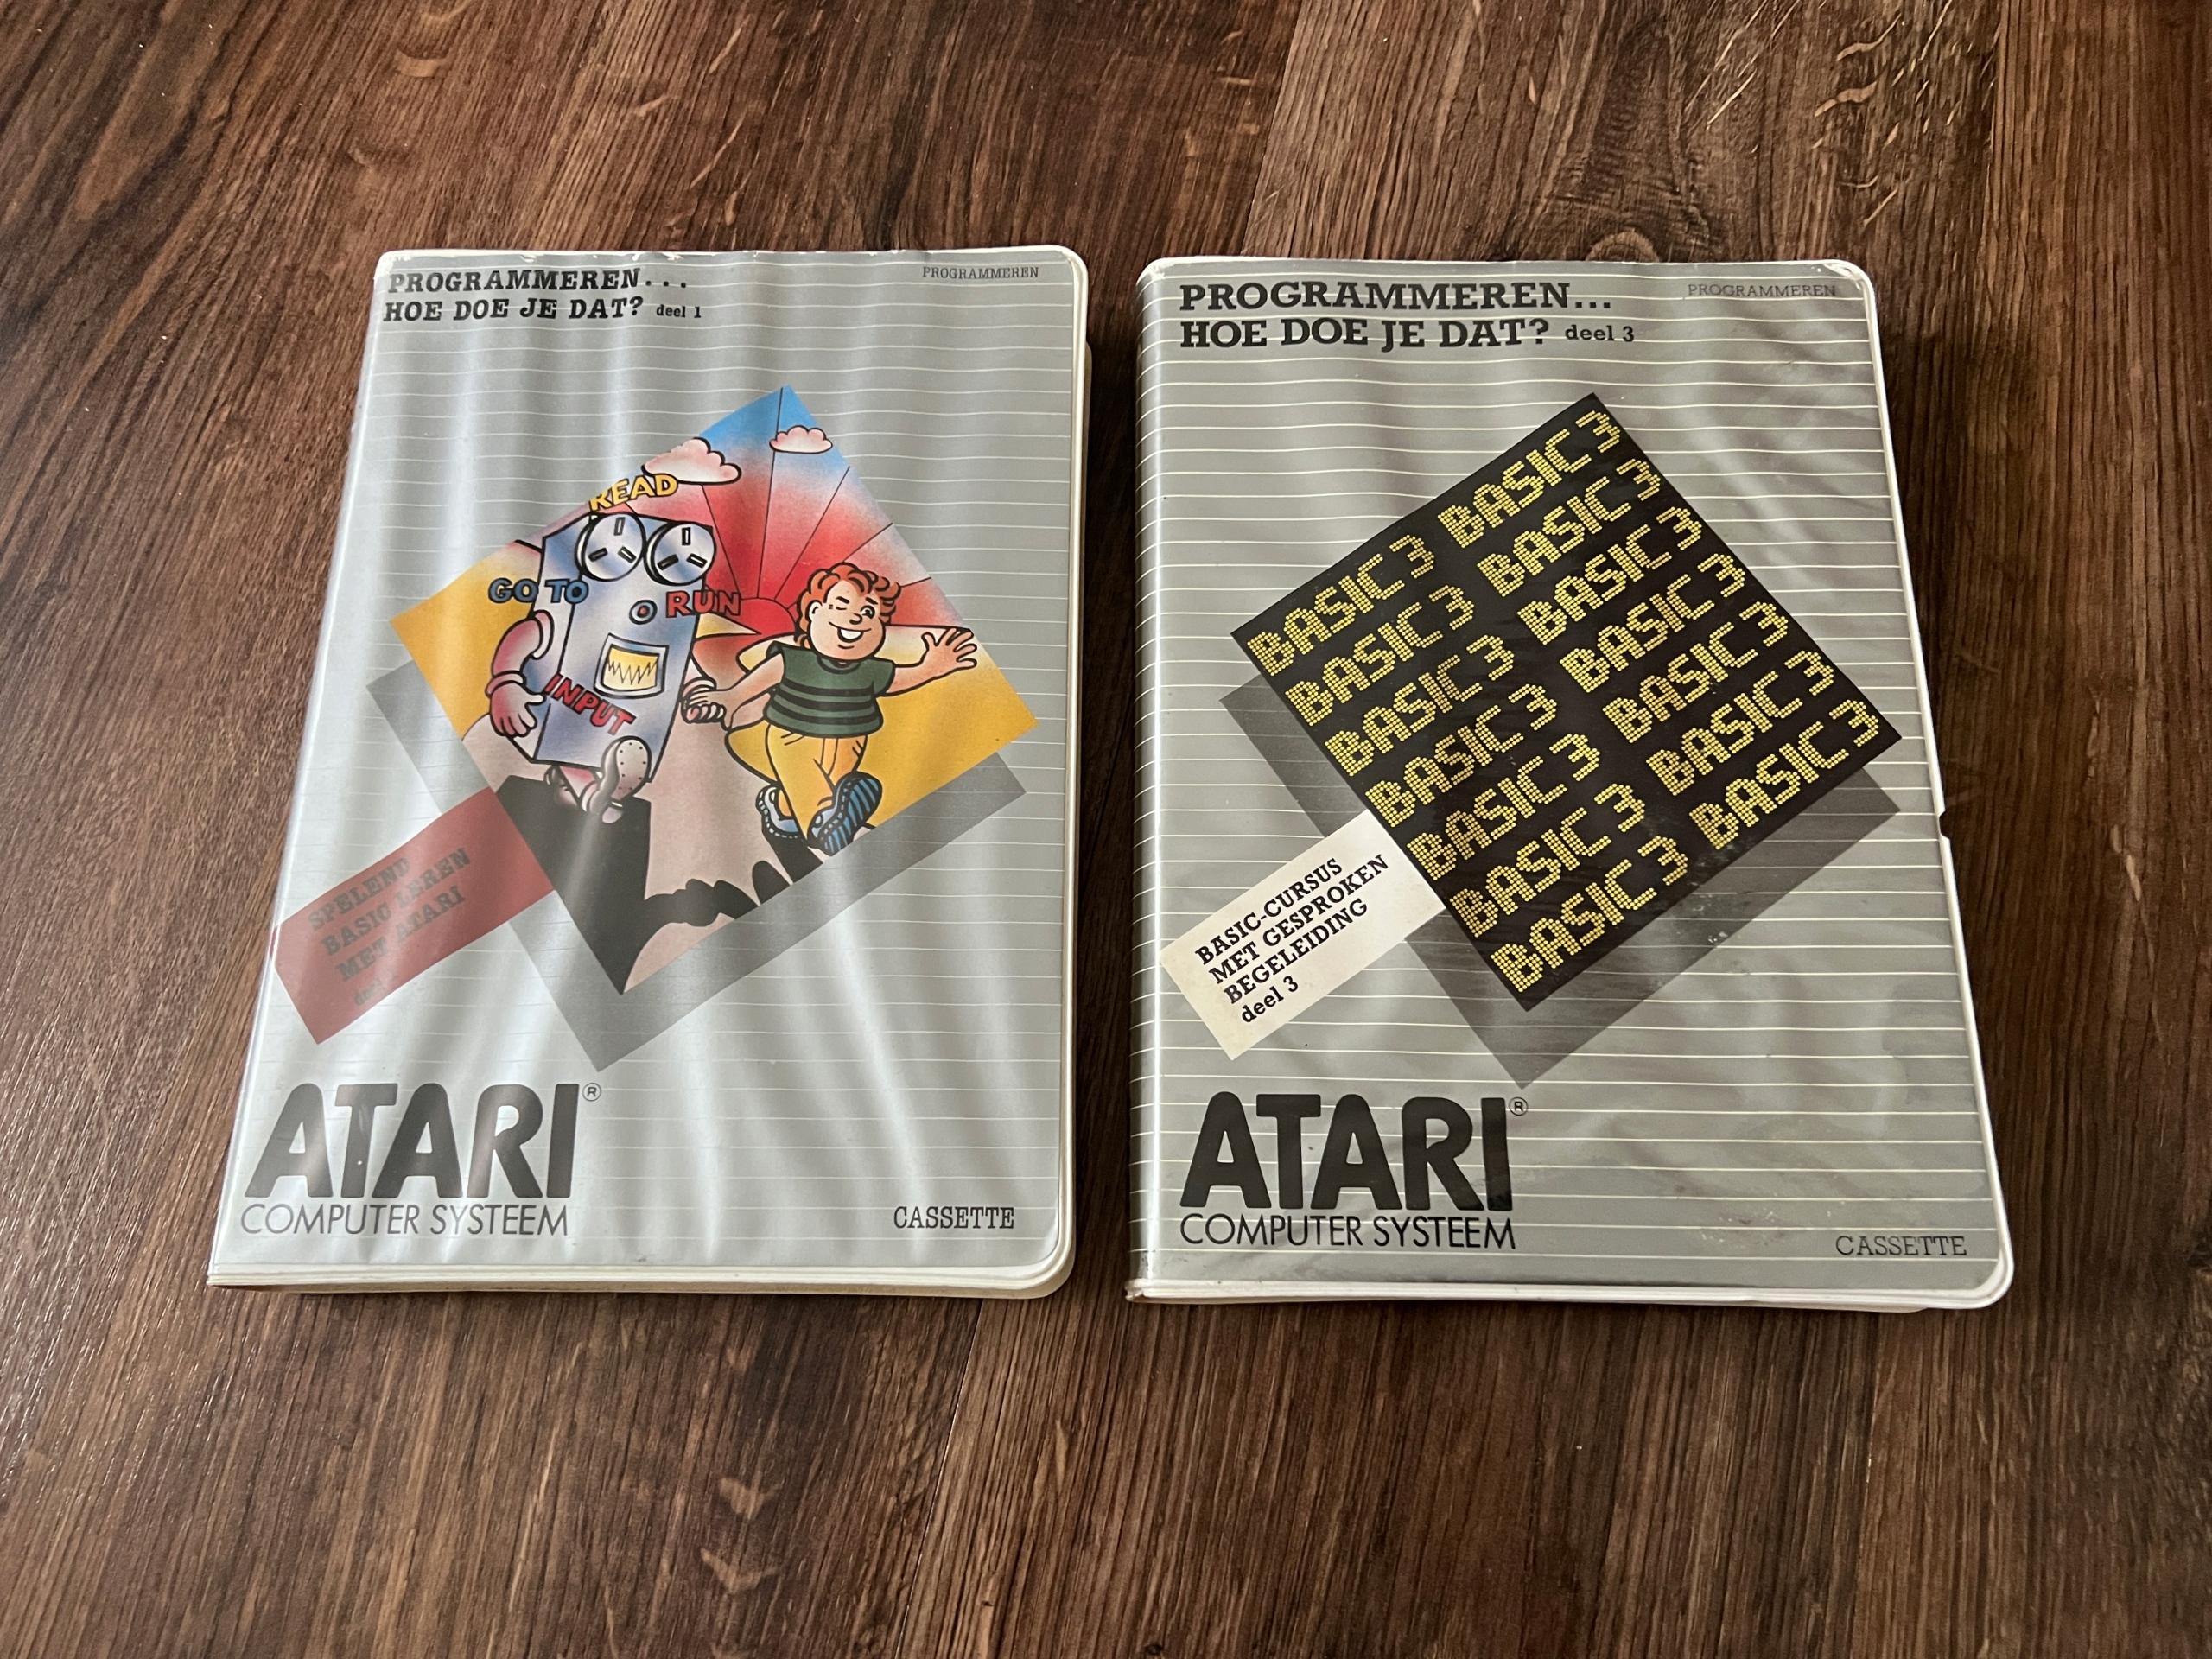 PROGRAMMEREN...
HOE DOE JE DAT? deel 1
PROGRAMMEREN
READ
GO TO
RUN
INPUT
SPELEND
BASIC LEREN
MET ATARI
ATARI®
COMPUTER SYSTEEM
CASSETTE
PROGRAMMEREN...
HOE DOE JE DAT? deel 3
PROGRAMMEREN
BASIC 3 BASIC 3
BASIC 3 BASIC 3
BASIC 3 BASIC 3
BASIC 3 BASIC 3
BASIC 3 BASIC 3
BASIC 3 BASIC 3
BASIC 3 BASIC 3
BASIC-CURSUS
MET GESPROKEN
BEGELEIDING
deel 3
ATARI®
COMPUTER SYSTEEM
CASSETTE